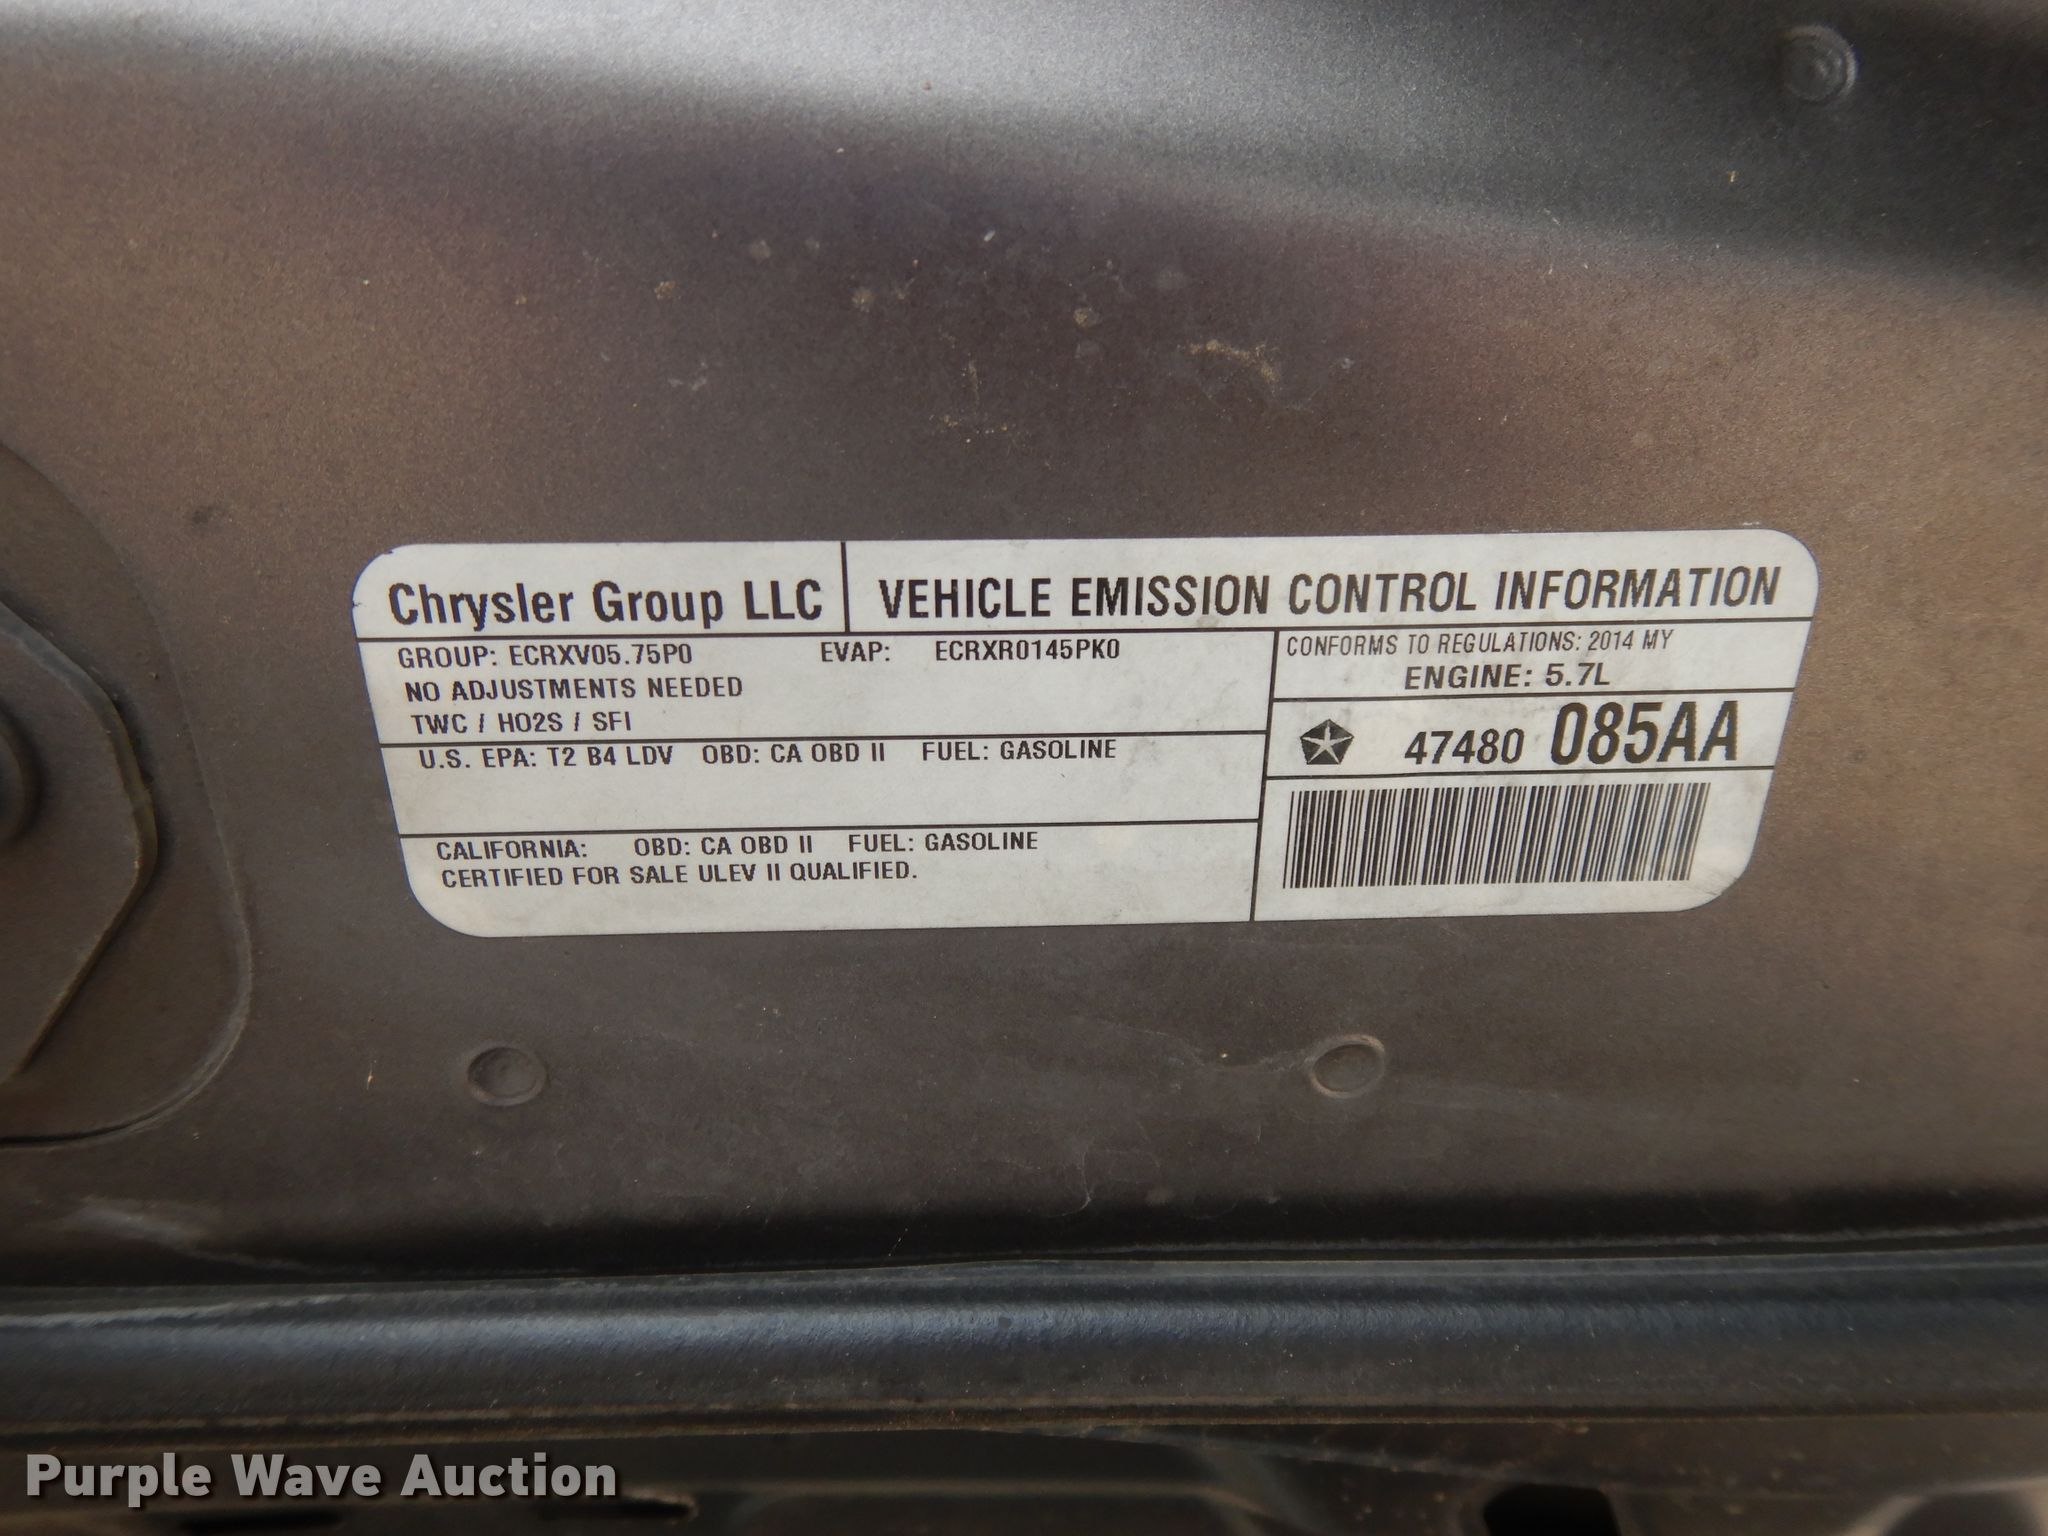 Chrysler Group LLC
VEHICLE EMISSION CONTROL INFORMATION
GROUP: ECRXV05.75P0 EVAP: ECRXR0145PK0
NO ADJUSTMENTS NEEDED
TWC / HO2S / SFI
U.S. EPA: T2 B4 LDV OBD: CA OBD II FUEL: GASOLINE
CALIFORNIA: OBD: CA OBD II FUEL: GASOLINE
CERTIFIED FOR SALE ULEV II QUALIFIED.
CONFORMS TO REGULATIONS: 2014 MY
ENGINE: 5.7L
47480 085AA
Purple Wave Auction